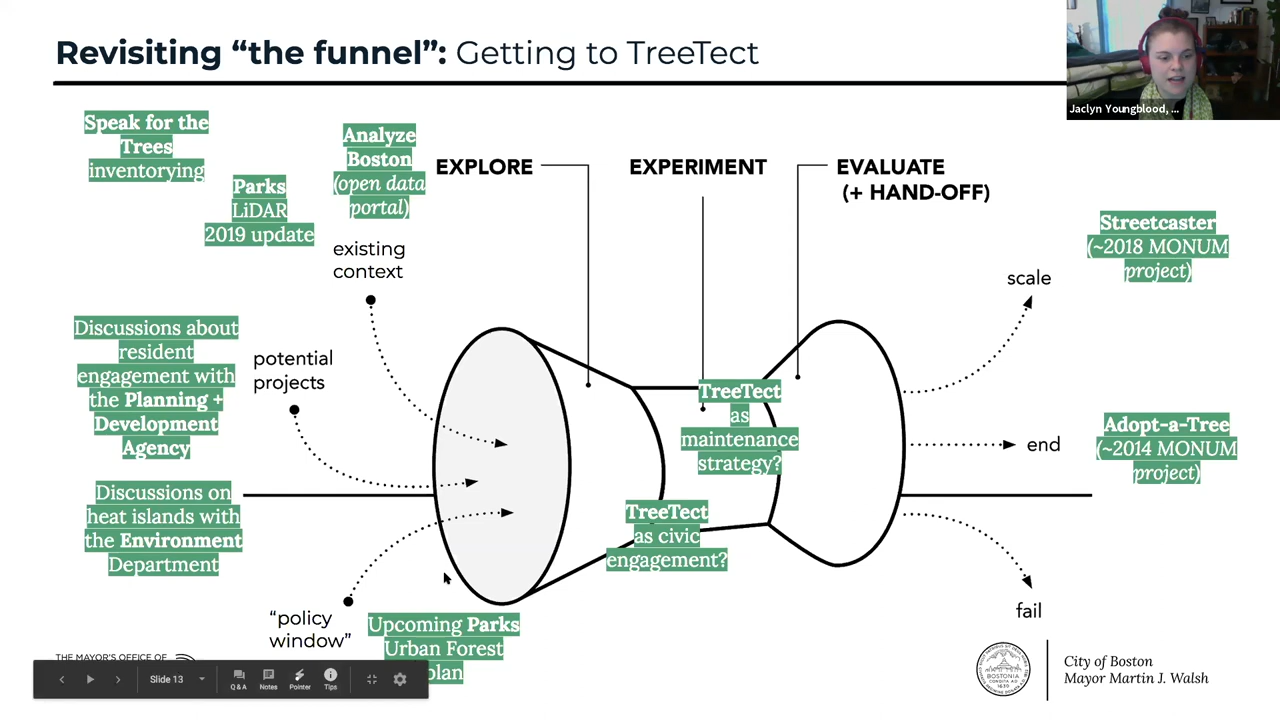 Revisiting “the funnel”: Getting to TreeTect
Jaclyn Youngblood, ...
Speak for the
Trees
inventorying
Parks
LiDAR
2019 update
Analyze
Boston
(open data
portal)
existing
context
EXPLORE
EXPERIMENT
EVALUATE
(+ HAND-OFF)
Streetcaster
(~2018 MONUM
project)
scale
Discussions about
resident
engagement with
the Planning +
Development
Agency
potential
projects
TreeTect
as
maintenance
strategy?
end
Adopt-a-Tree
(~2014 MONUM
project)
Discussions on
heat islands with
the Environment
Department
TreeTect
as civic
engagement?
“policy
window”
Upcoming Parks
Urban Forest
plan
fail
THE MAYOR'S OFFICE OF
Slide 13
Q & A
Notes
Pointer
Tips
BOSTONIA
City of Boston
Mayor Martin J. Walsh